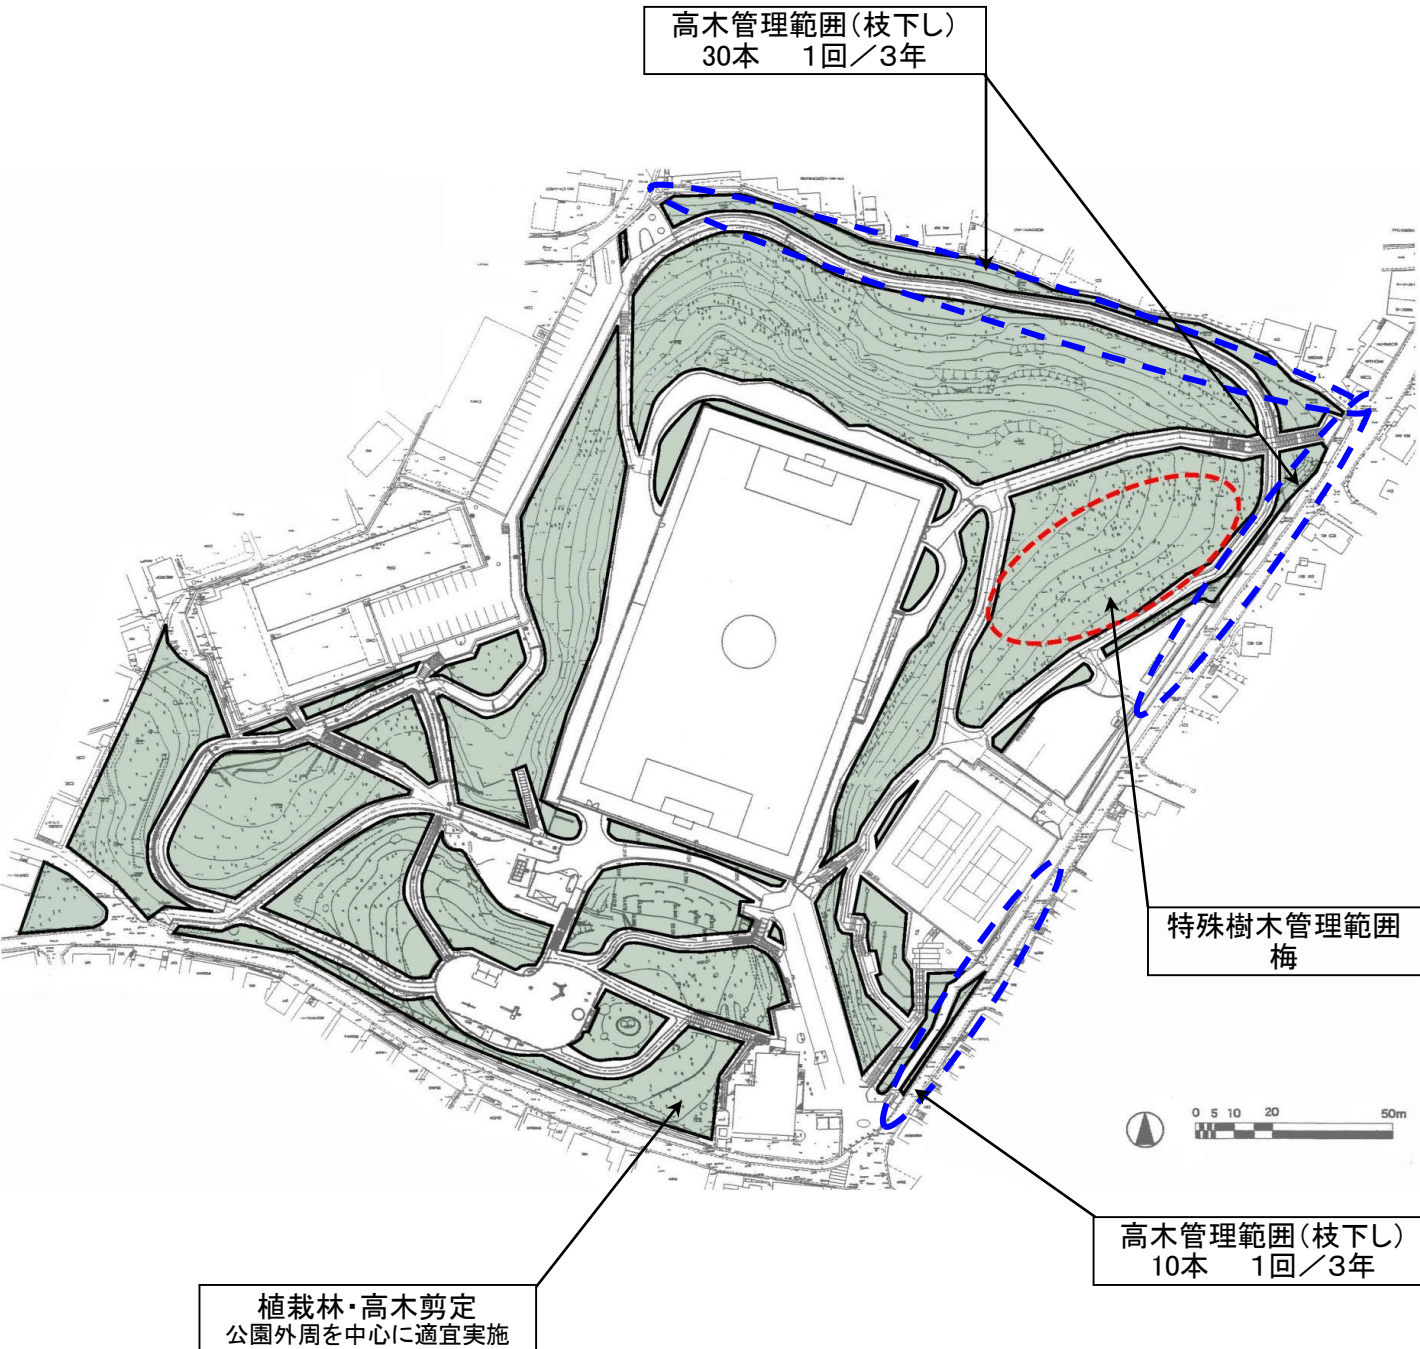 高木管理範囲（枝下し）
30本　1回／3年
特殊樹木管理範囲
梅
0 5 10 20 50m
高木管理範囲（枝下し）
10本　1回／3年
植栽林・高木剪定
公園外周を中心に適宜実施